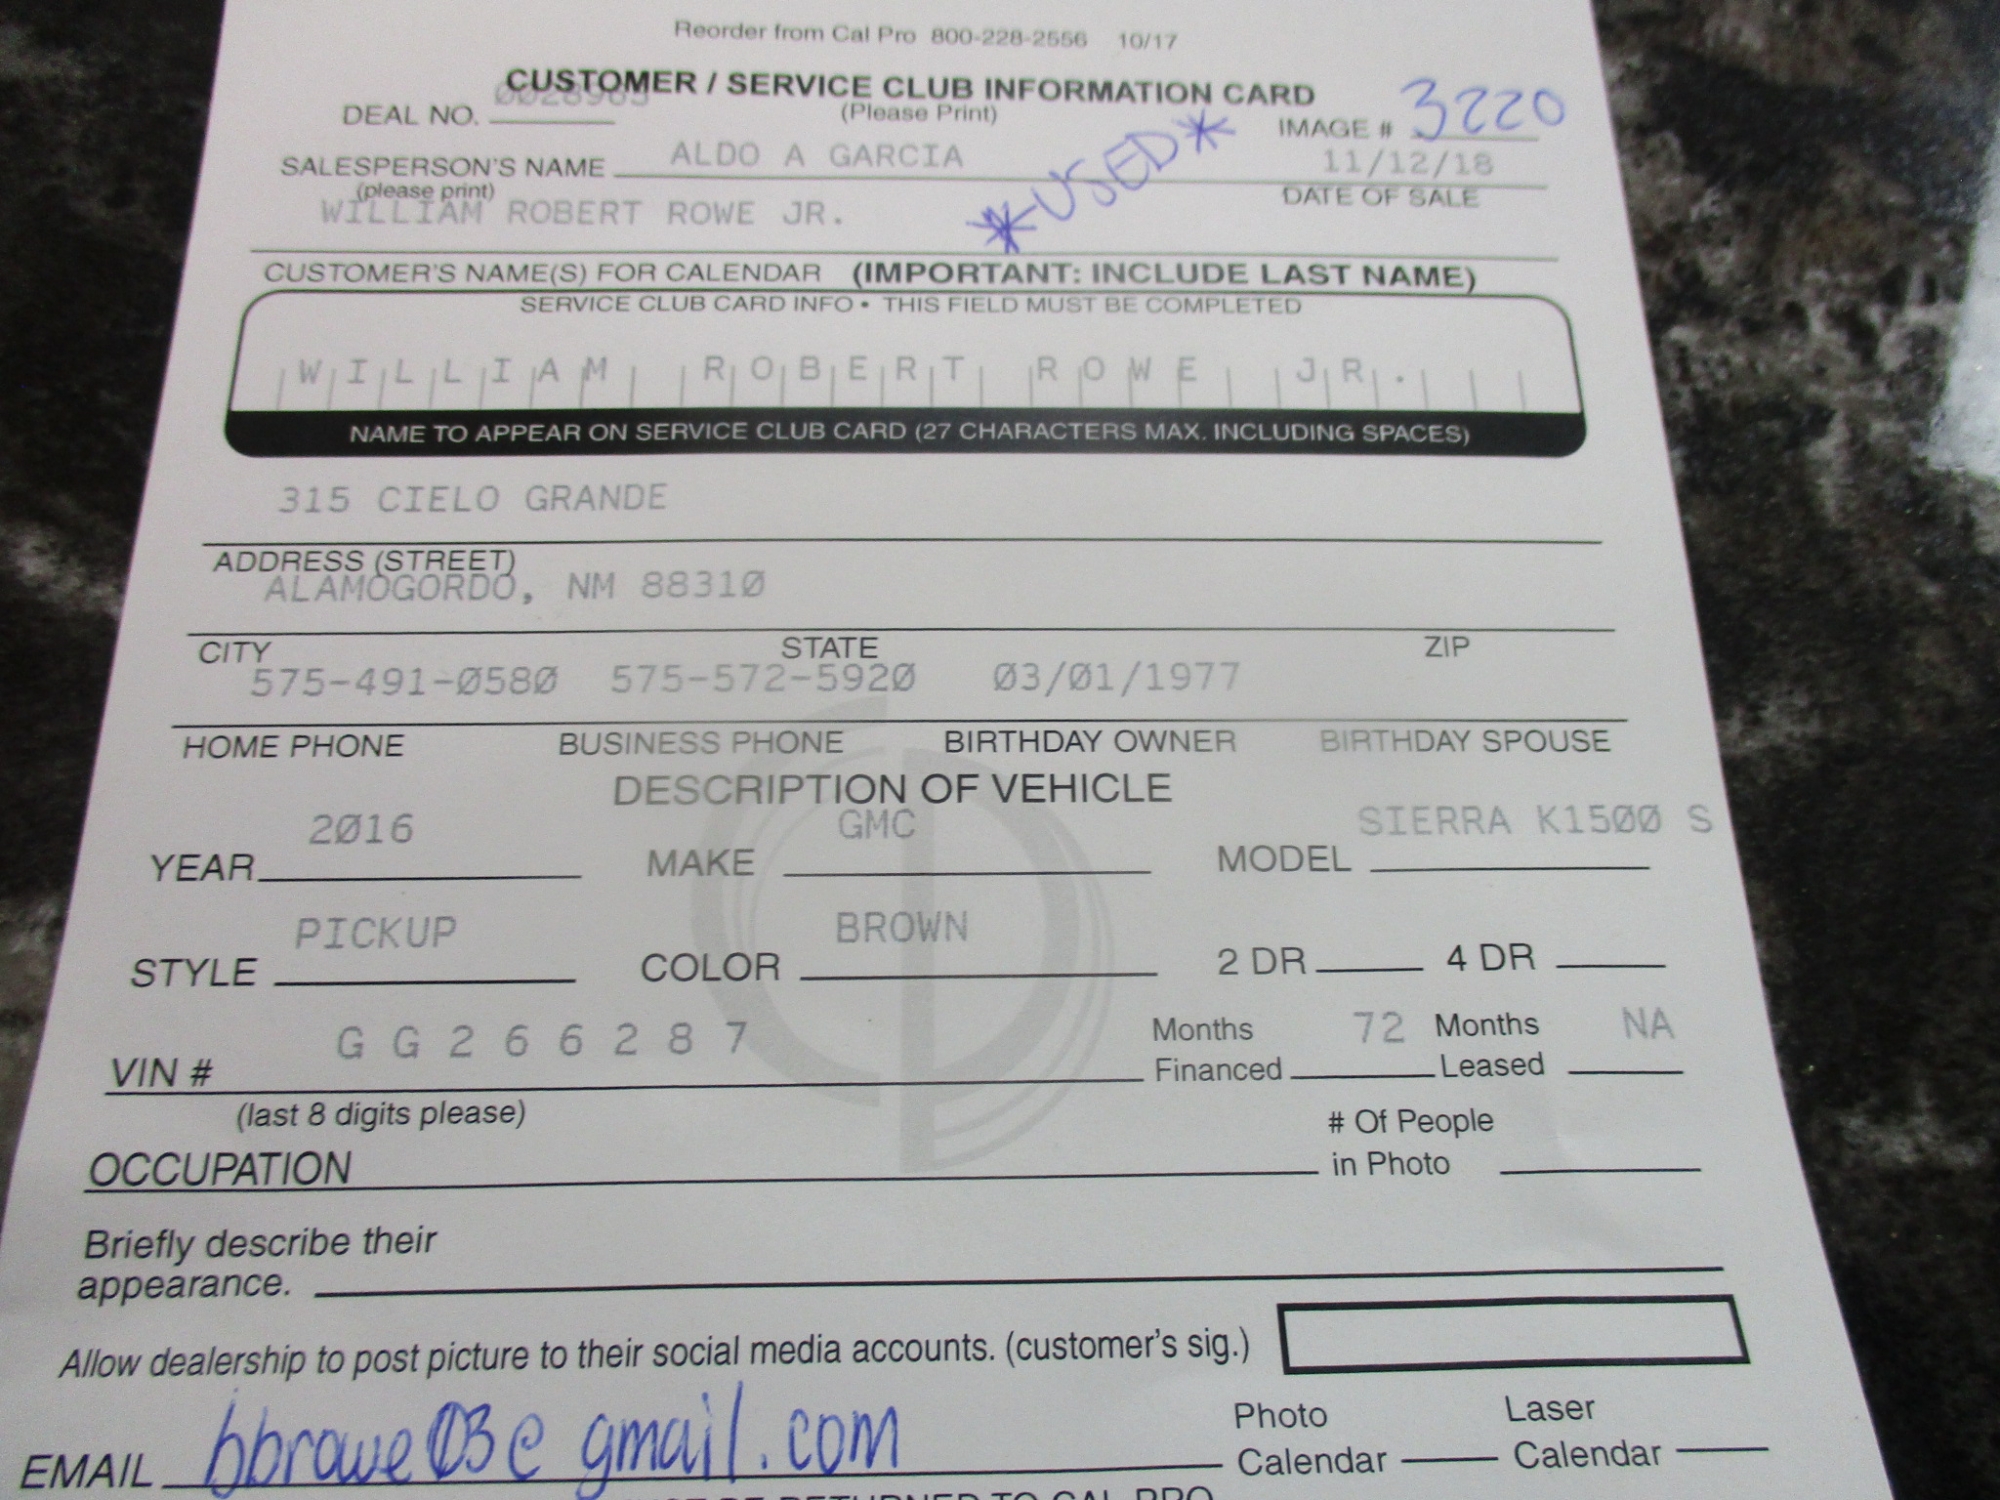 Reorder from Cal Pro 800-228-2556 10/17
CUSTOMER / SERVICE CLUB INFORMATION CARD
(Please Print)
DEAL NO. 0028965
IMAGE # 3220
SALESPERSON'S NAME ALDO A GARCIA
*USED*
11/12/18
(please print)
DATE OF SALE
WILLIAM ROBERT ROWE JR.
CUSTOMER'S NAME(S) FOR CALENDAR (IMPORTANT: INCLUDE LAST NAME)
SERVICE CLUB CARD INFO • THIS FIELD MUST BE COMPLETED
WILLIAM ROBERT ROWE JR.
NAME TO APPEAR ON SERVICE CLUB CARD (27 CHARACTERS MAX. INCLUDING SPACES)
315 CIELO GRANDE
ADDRESS (STREET)
ALAMOGORDO, NM 88310
CITY STATE ZIP
575-491-0580 575-572-5920 03/01/1977
HOME PHONE BUSINESS PHONE BIRTHDAY OWNER BIRTHDAY SPOUSE
DESCRIPTION OF VEHICLE
YEAR 2016 MAKE GMC MODEL SIERRA K1500 S
STYLE PICKUP COLOR BROWN 2 DR 4 DR
VIN # GG266287 Months Financed 72 Months Leased NA
(last 8 digits please)
OCCUPATION # Of People in Photo
Briefly describe their
appearance.
Allow dealership to post picture to their social media accounts. (customer's sig.)
EMAIL bbrowe03@gmail.com Photo Calendar Laser Calendar